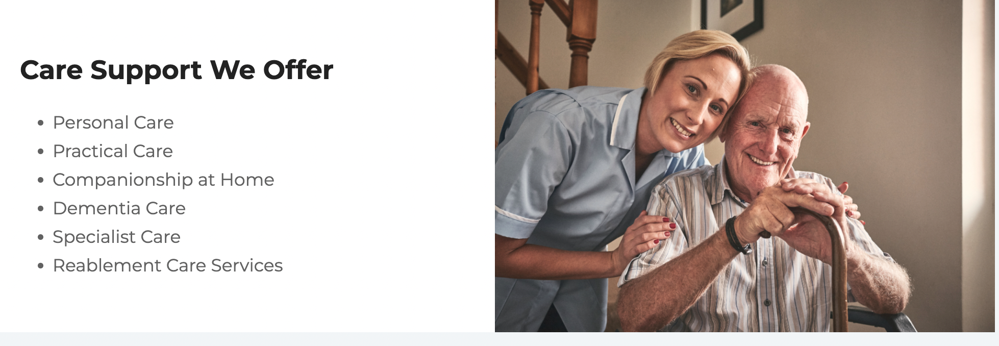 Care Support We Offer
Personal Care
Practical Care
Companionship at Home
Dementia Care
Specialist Care
Reablement Care Services